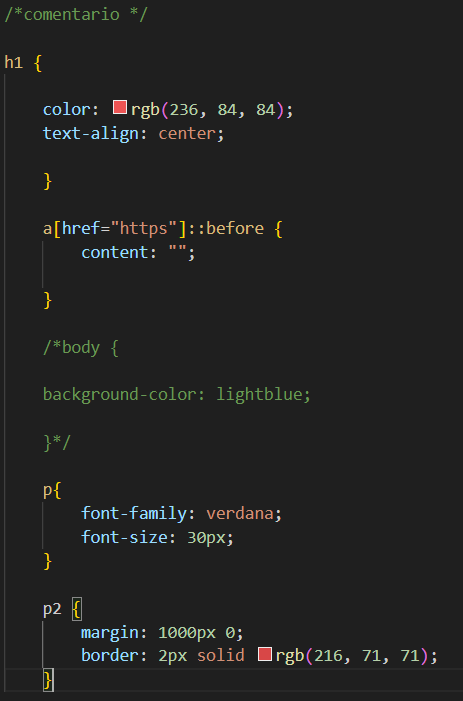 /*comentario */
h1 {
color: rgb(236, 84, 84);
text-align: center;
}
a[href="https"]::before {
content: "";
}
/*body {
background-color: lightblue;
}*/
p{
font-family: verdana;
font-size: 30px;
}
p2 {
margin: 1000px 0;
border: 2px solid rgb(216, 71, 71);
}